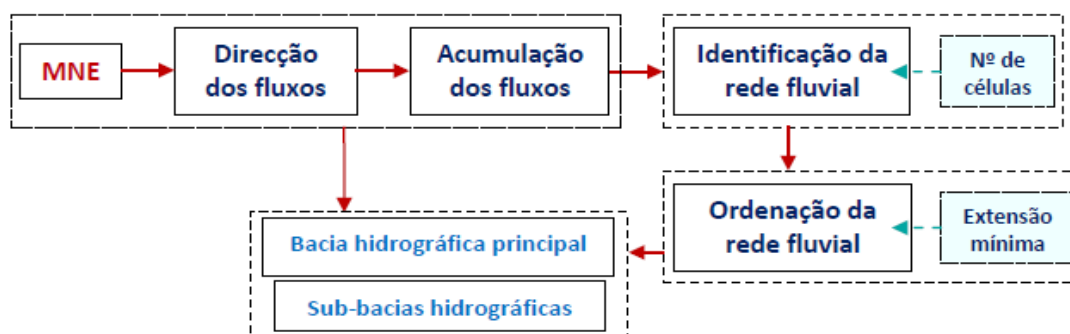 MNE
Direcção
dos fluxos
Acumulação
dos fluxos
Identificação da
rede fluvial
Nº de
células
Ordenação da
rede fluvial
Extensão
mínima
Bacia hidrográfica principal
Sub-bacias hidrográficas